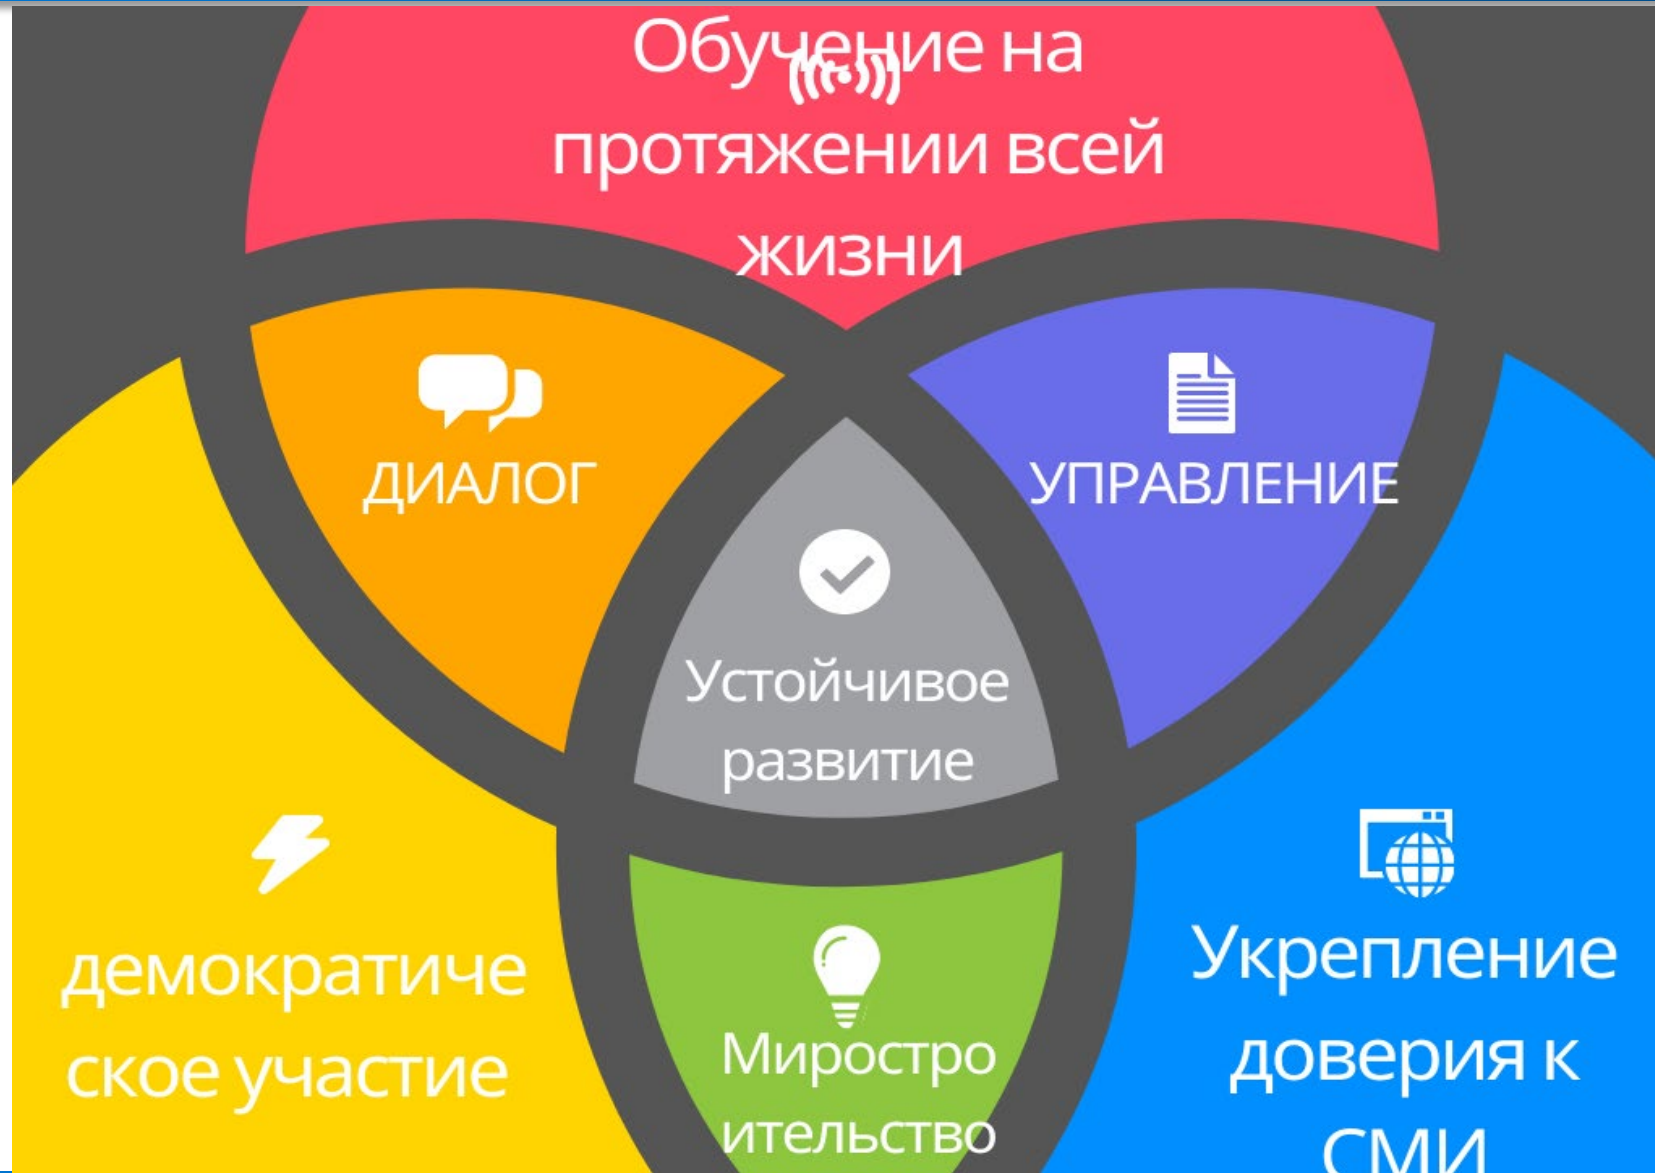 Обучение на
протяжении всей
жизни
ДИАЛОГ
УПРАВЛЕНИЕ
Устойчивое
развитие
демократиче
ское участие
Миростро
ительство
Укрепление
доверия к
СМИ